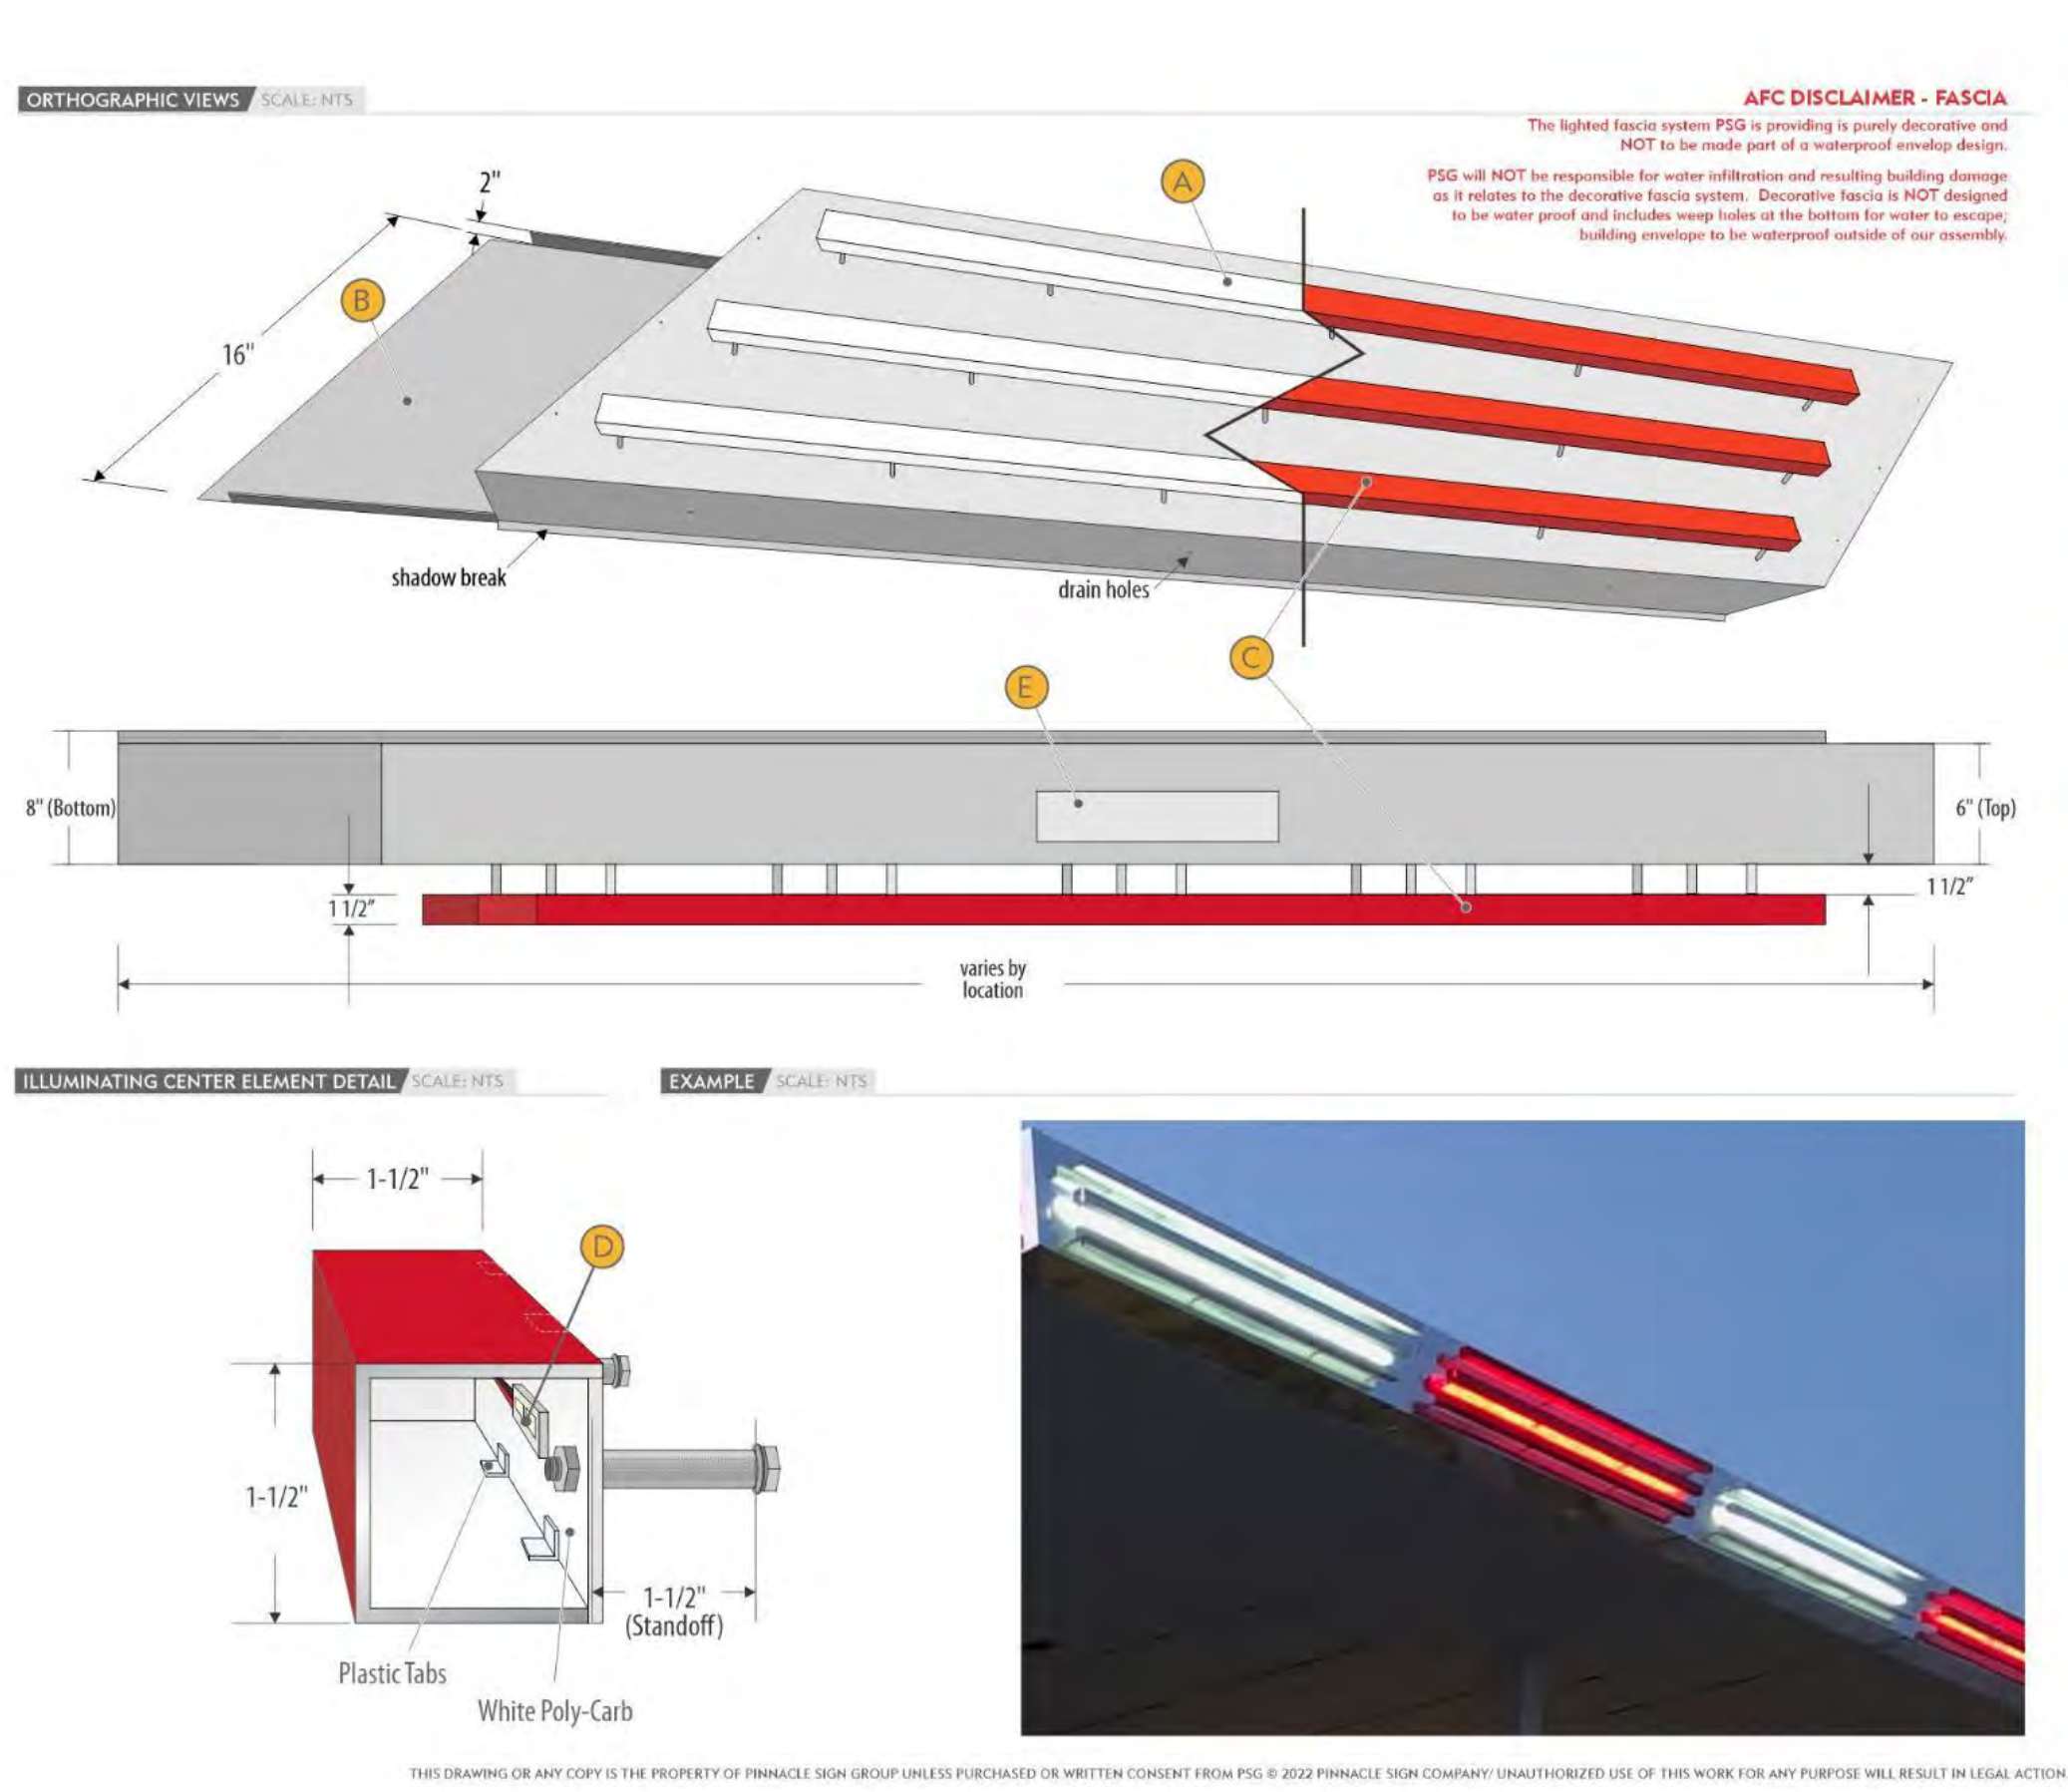 ORTHOGRAPHIC VIEWS SCALE: NTS
AFC DISCLAIMER - FASCIA
The lighted fascia system PSG is providing is purely decorative and
NOT to be made part of a waterproof envelop design.
PSG will NOT be responsible for water infiltration and resulting building damage
as it relates to the decorative fascia system. Decorative fascia is NOT designed
to be water proof and includes weep holes at the bottom for water to escape;
building envelope to be waterproof outside of our assembly.
2"
A
B
16"
shadow break
drain holes
C
E
8" (Bottom)
6" (Top)
1 1/2"
1 1/2"
varies by
location
ILLUMINATING CENTER ELEMENT DETAIL SCALE: NTS
EXAMPLE SCALE: NTS
1-1/2"
D
1-1/2"
1-1/2"
(Standoff)
Plastic Tabs
White Poly-Carb
THIS DRAWING OR ANY COPY IS THE PROPERTY OF PINNACLE SIGN GROUP UNLESS PURCHASED OR WRITTEN CONSENT FROM PSG © 2022 PINNACLE SIGN COMPANY/ UNAUTHORIZED USE OF THIS WORK FOR ANY PURPOSE WILL RESULT IN LEGAL ACTION